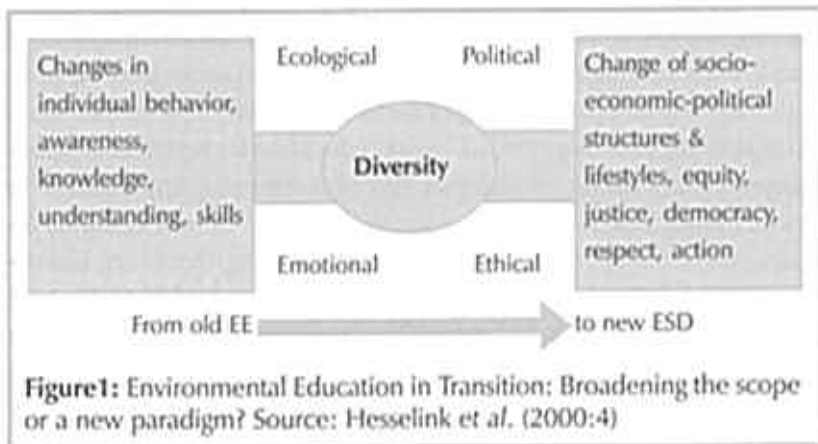 Changes in
individual behavior,
awareness,
knowledge,
understanding, skills
Ecological
Political
Diversity
Emotional
Ethical
Change of socio-
economic-political
structures &
lifestyles, equity,
justice, democracy,
respect, action
From old EE
to new ESD
Figure1: Environmental Education in Transition: Broadening the scope
or a new paradigm? Source: Hesselink et al. (2000:4)